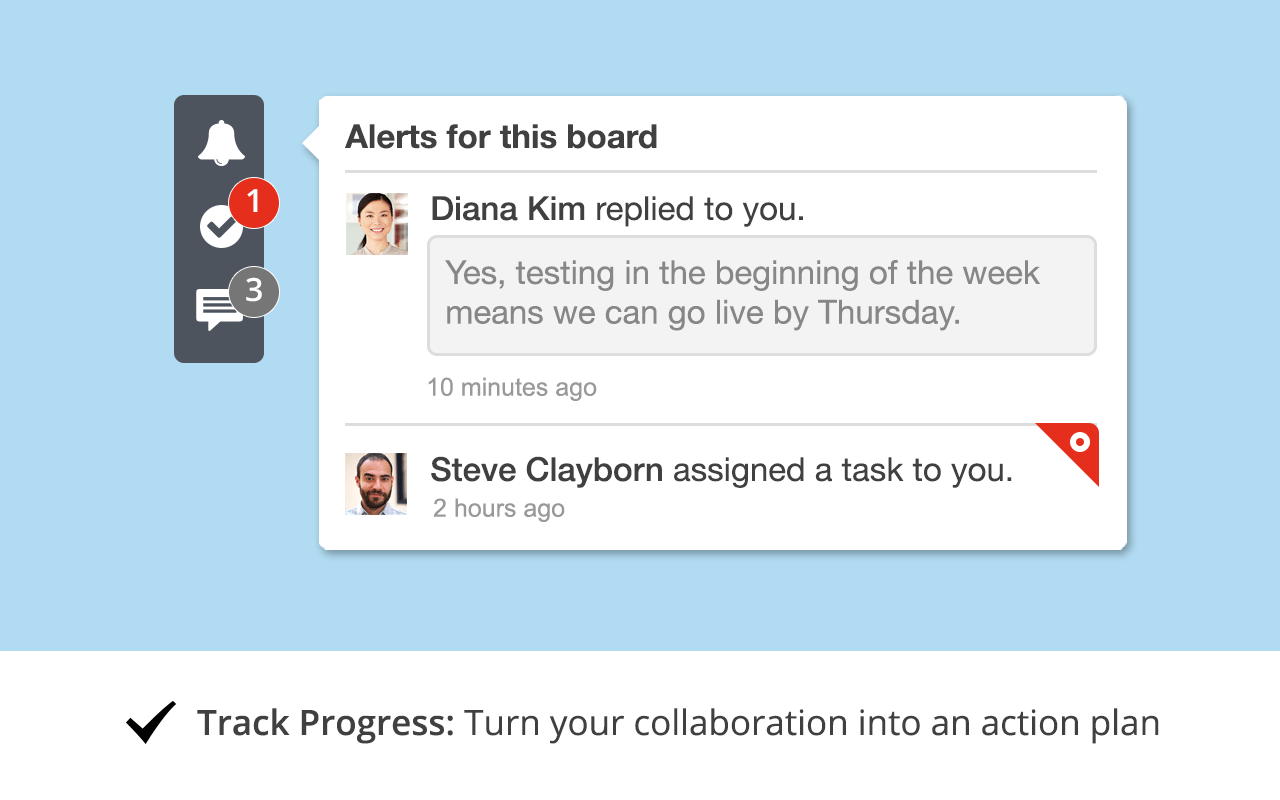 Alerts for this board
1
Diana Kim replied to you.
Yes, testing in the beginning of the week
means we can go live by Thursday.
3
10 minutes ago
Steve Clayborn assigned a task to you.
2 hours ago
Track Progress: Turn your collaboration into an action plan